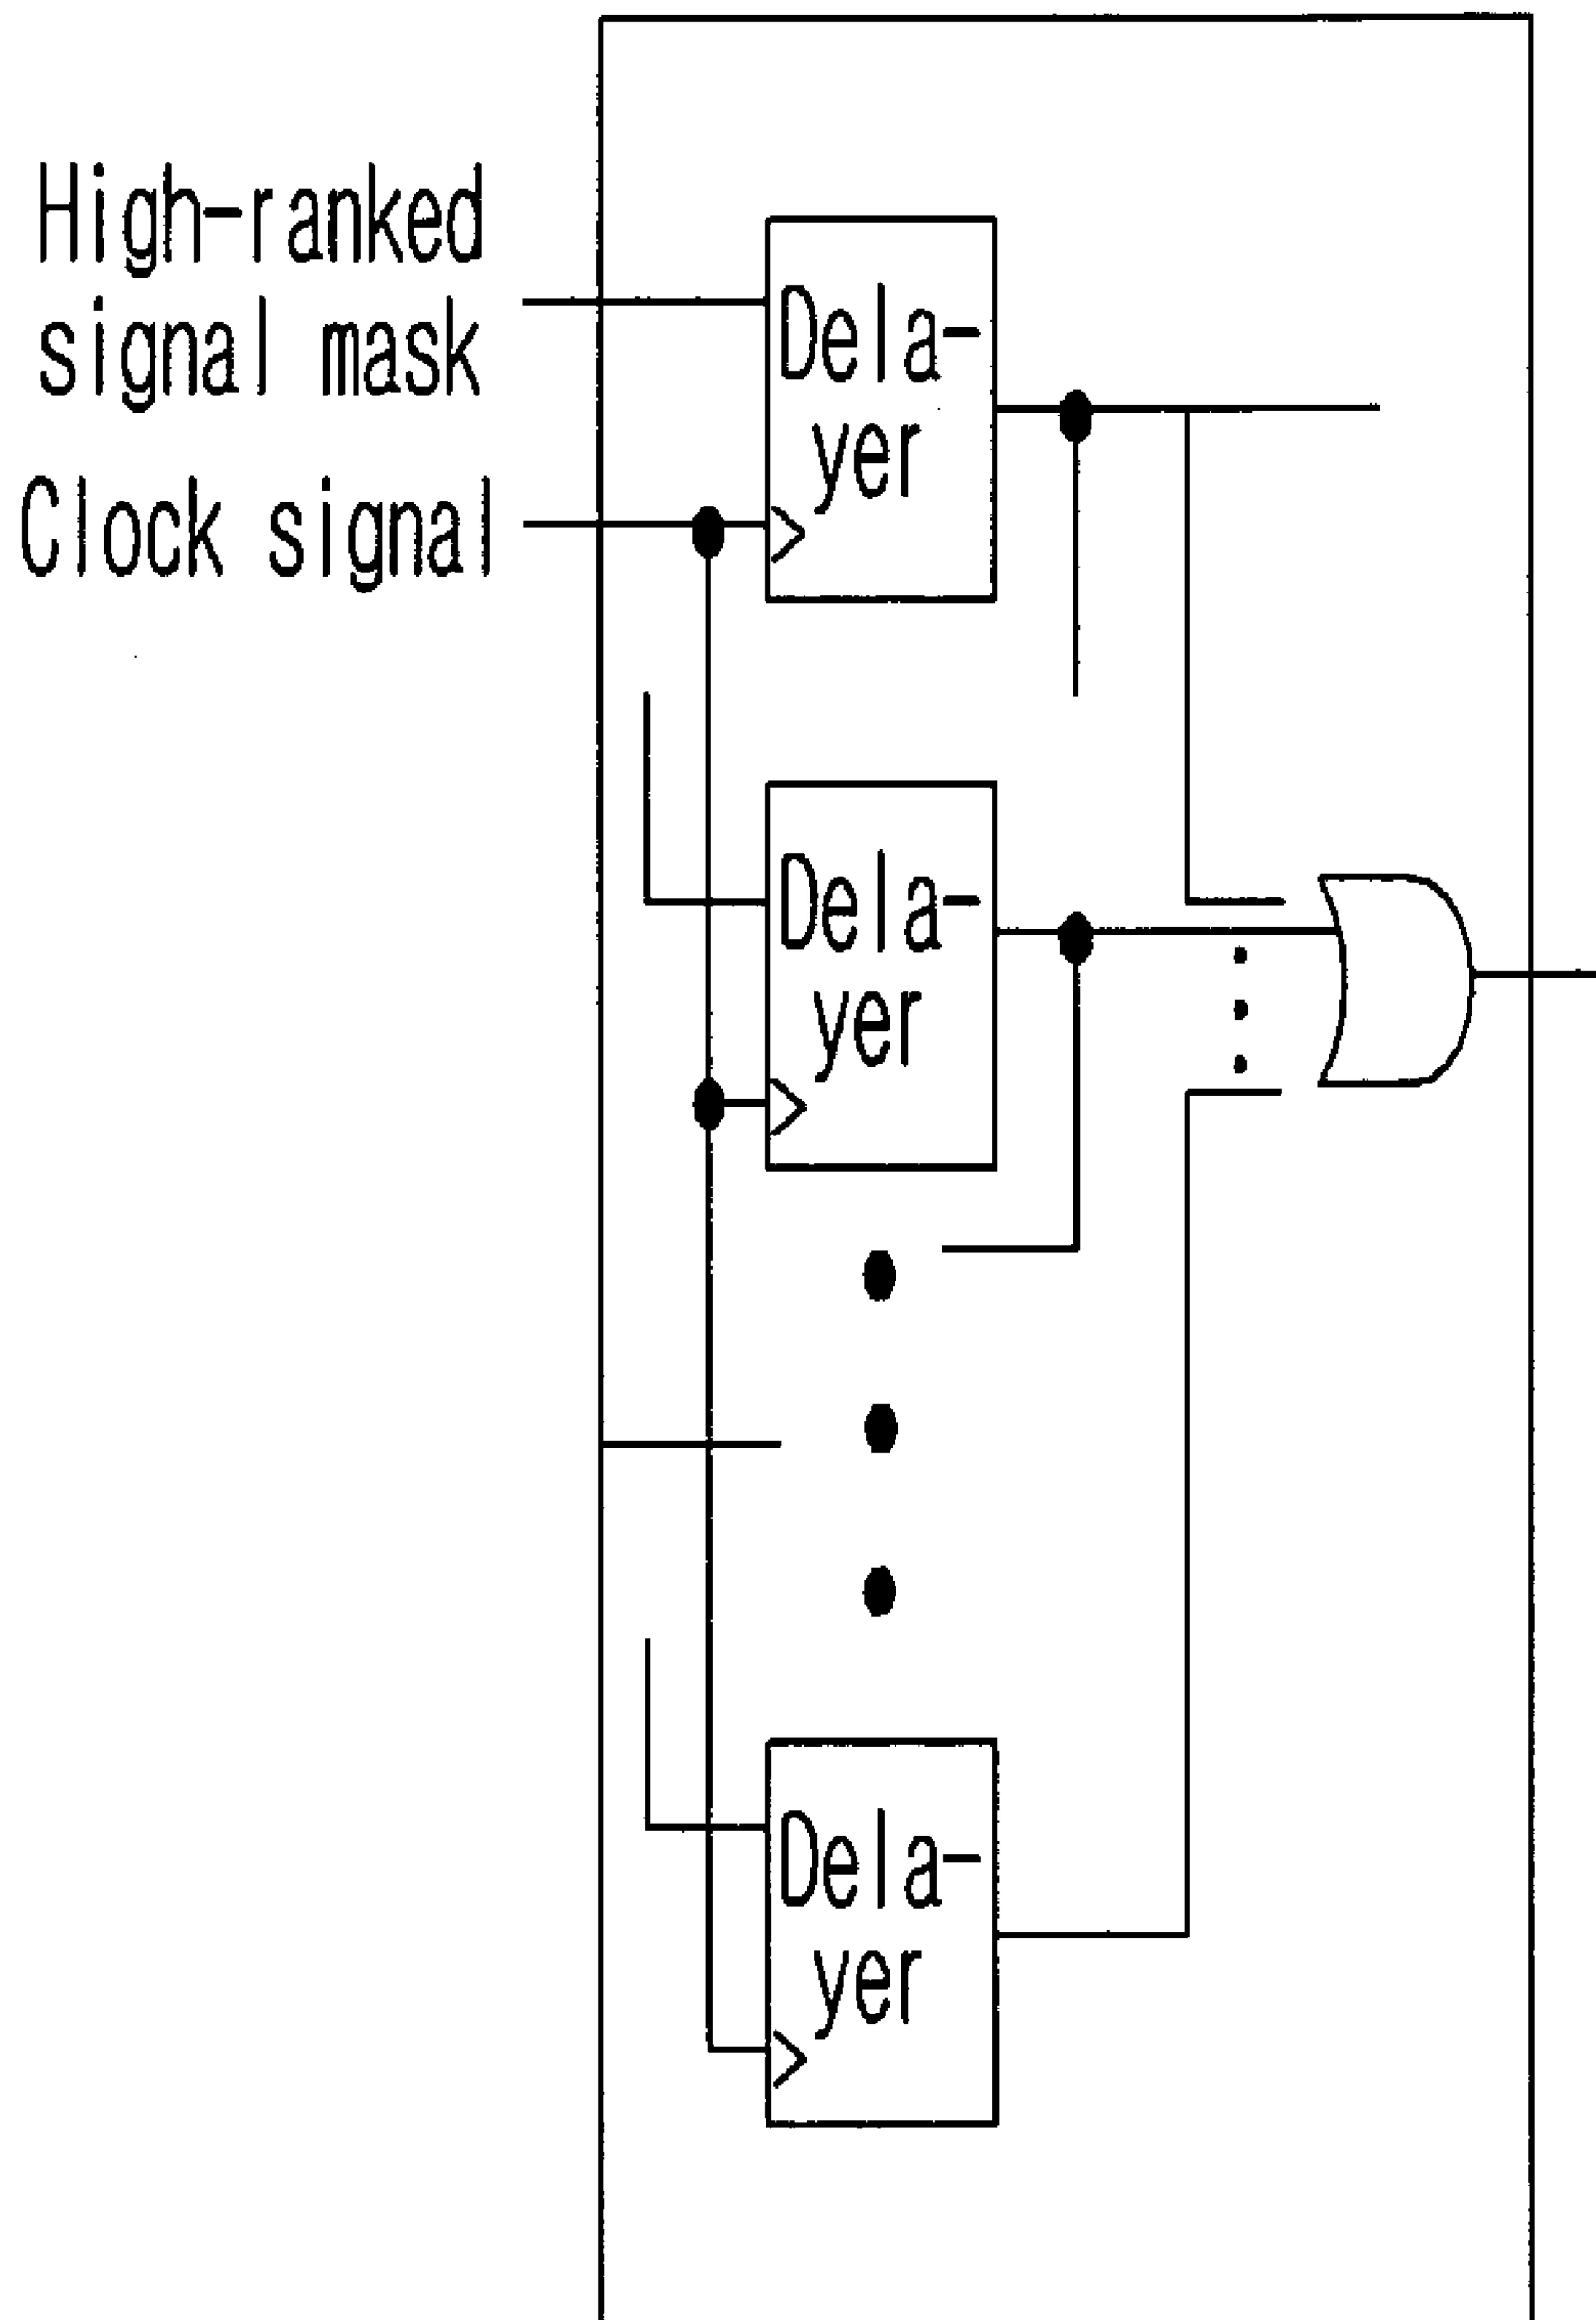 High-ranked
signal mask
Clock signal
Dela-
yer
Dela-
yer
Dela-
yer